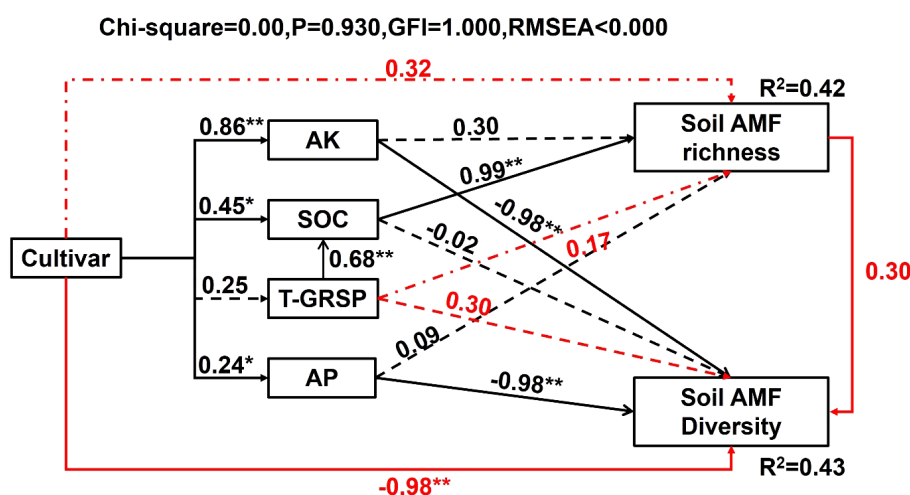 Chi-square=0.00,P=0.930,GFI=1.000,RMSEA<0.000
0.32
R²=0.42
0.86**
AK
0.30
Soil AMF
richness
0.99**
0.45*
SOC
-0.98**
-0.02
0.17
Cultivar
0.68**
0.25
T-GRSP
0.30
0.30
0.09
0.24*
AP
-0.98**
Soil AMF
Diversity
R²=0.43
-0.98**